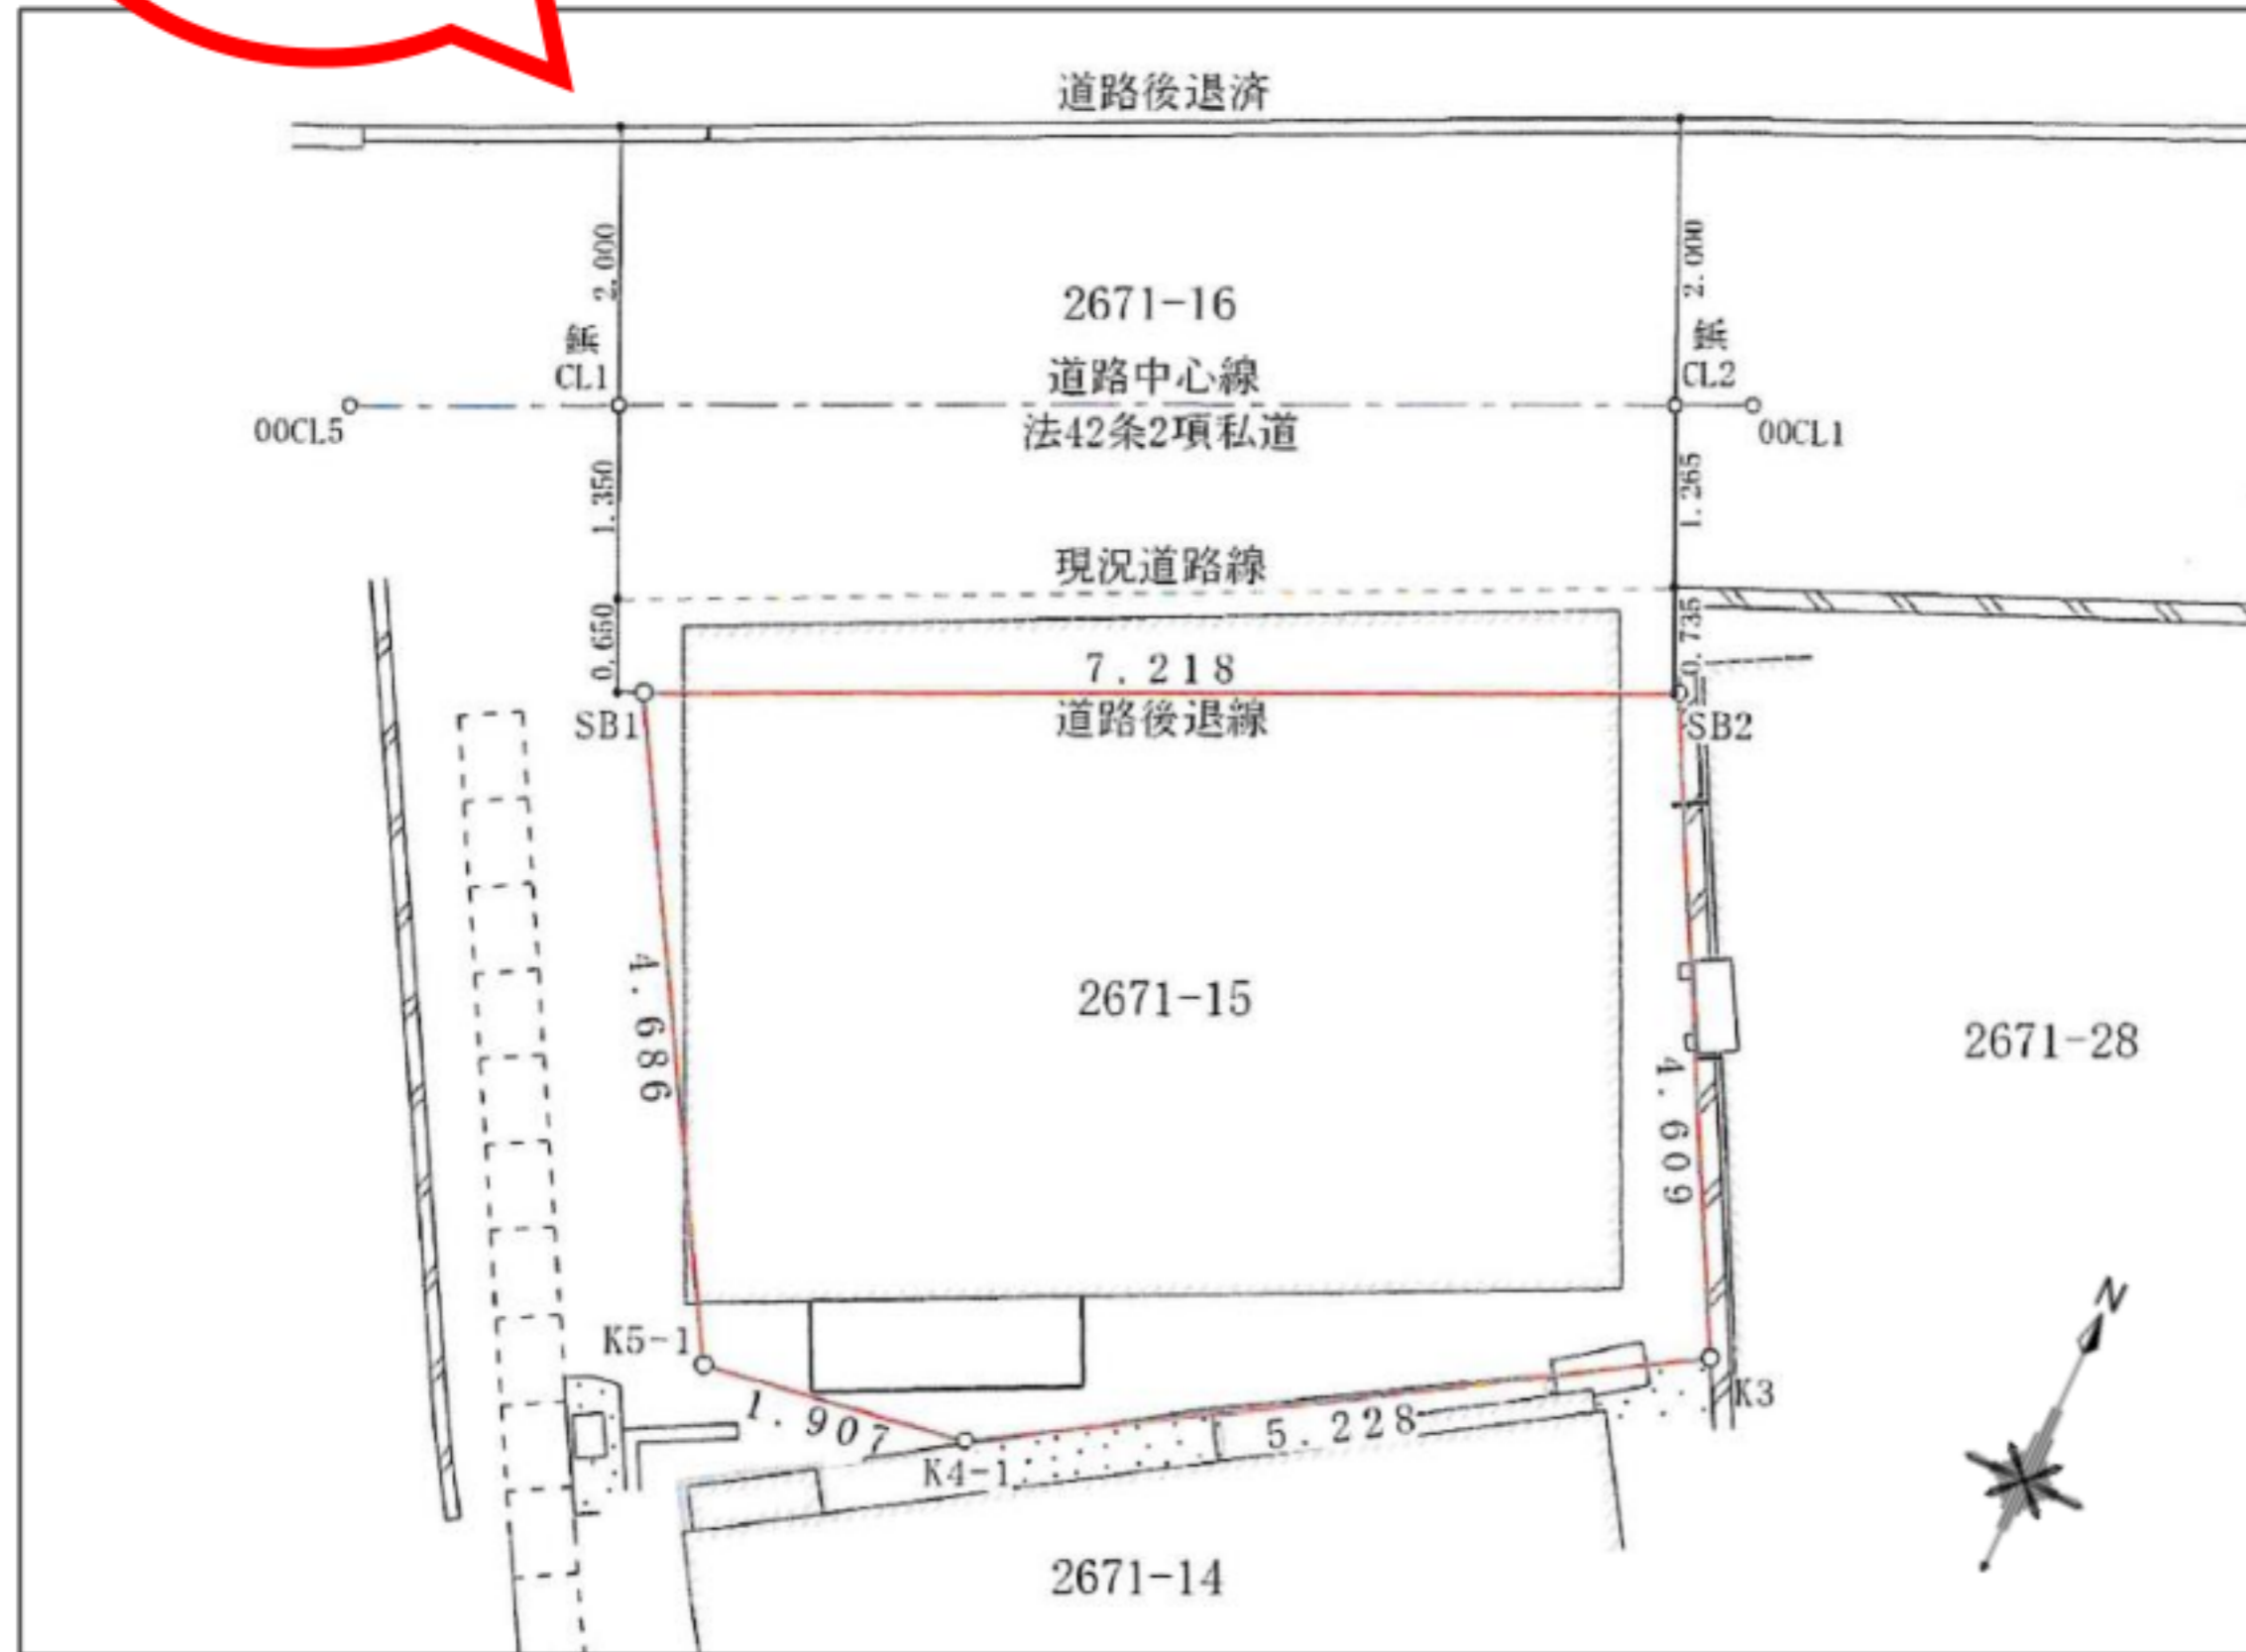 道路後退済
2.000
2.000
2671-16
鋲
CL1
鋲
CL2
道路中心線
00CL5
法42条2項私道
00CL1
1.350
1.265
現況道路線
0.650
0.735
7.218
SB1
道路後退線
SB2
4.686
2671-15
2671-28
4.609
K5-1
K3
1.907
5.228
K4-1
N
2671-14